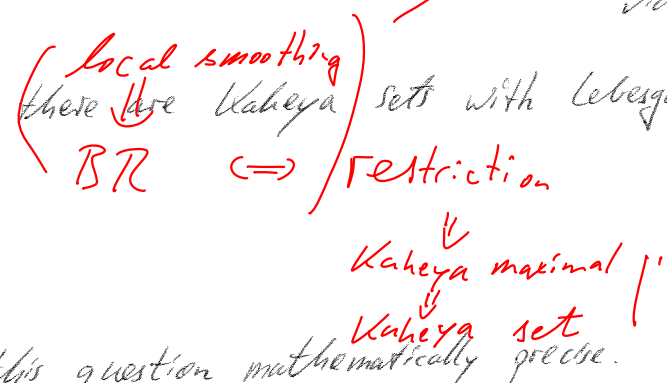 local smoothing
there are Kakeya sets with Lebesg
⇓
BR ⇔ restriction
⇓
Kakeya maximal
⇓
Kakeya set
this question mathematically precise.